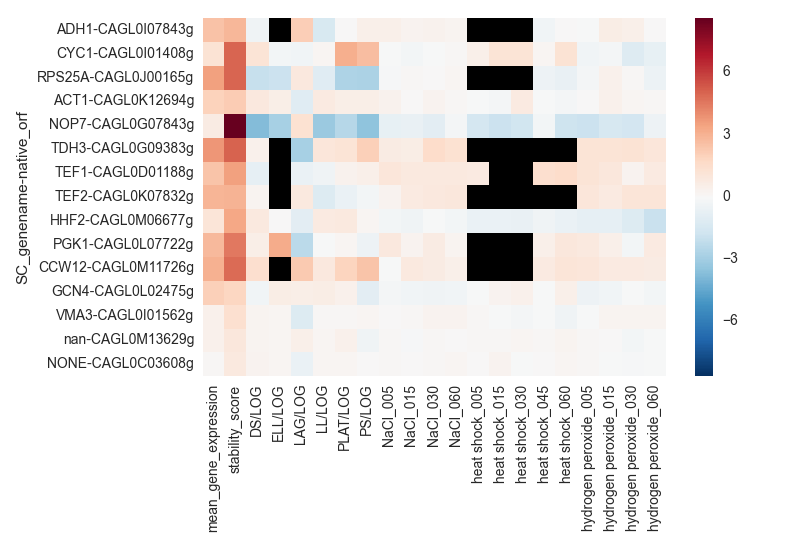 SC_genename-native_orf
ADH1-CAGL0I07843g
CYC1-CAGL0I01408g
RPS25A-CAGL0J00165g
ACT1-CAGL0K12694g
NOP7-CAGL0G07843g
TDH3-CAGL0G09383g
TEF1-CAGL0D01188g
TEF2-CAGL0K07832g
HHF2-CAGL0M06677g
PGK1-CAGL0L07722g
CCW12-CAGL0M11726g
GCN4-CAGL0L02475g
VMA3-CAGL0I01562g
nan-CAGL0M13629g
NONE-CAGL0C03608g
mean_gene_expression
stability_score
DS/LOG
ELL/LOG
LAG/LOG
LL/LOG
PLAT/LOG
PS/LOG
NaCl_005
NaCl_015
NaCl_030
NaCl_060
heat shock_005
heat shock_015
heat shock_030
heat shock_045
heat shock_060
hydrogen peroxide_005
hydrogen peroxide_015
hydrogen peroxide_030
hydrogen peroxide_060
6
3
0
−3
−6